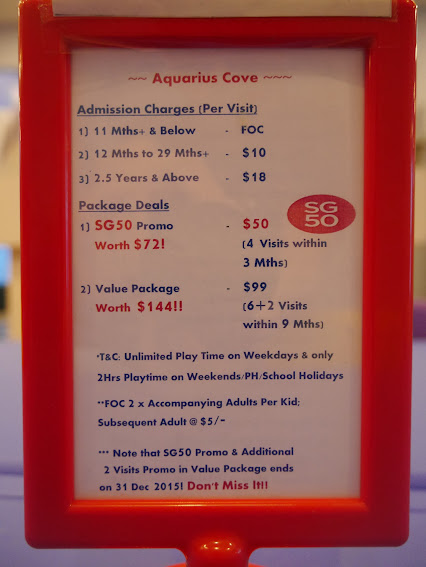 ~~ Aquarius Cove ~~~
Admission Charges (Per Visit)
1) 11 Mths+ & Below - FOC
2) 12 Mths to 29 Mths+ - $10
3) 2.5 Years & Above - $18
Package Deals
1) SG50 Promo - $50
SG
50
Worth $72! (4 Visits within
3 Mths)
2) Value Package - $99
Worth $144!! (6+2 Visits
within 9 Mths)
*T&C: Unlimited Play Time on Weekdays & only
2Hrs Playtime on Weekends/PH/School Holidays
**FOC 2 x Accompanying Adults Per Kid;
Subsequent Adult @ $5/-
*** Note that SG50 Promo & Additional
2 Visits Promo in Value Package ends
on 31 Dec 2015! Don't Miss It!!